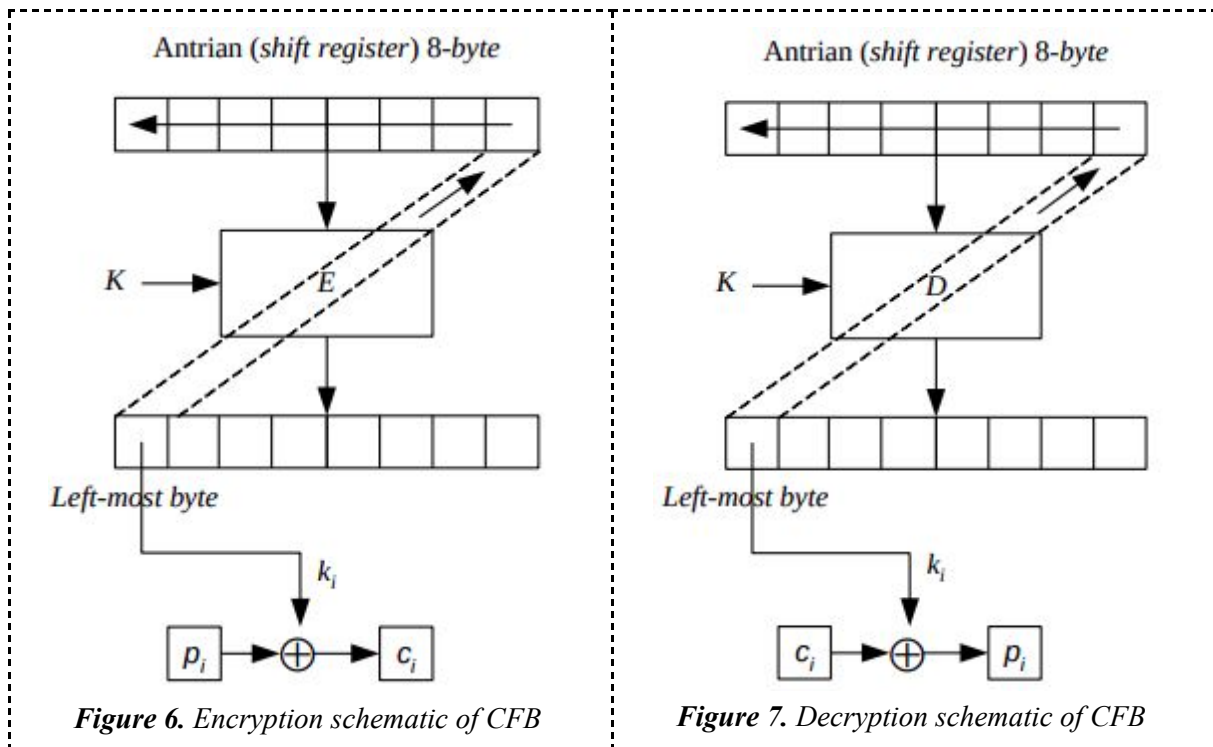 Antrian (shift register) 8-byte
K
E
Left-most byte
k_i
p_i
c_i
Figure 6. Encryption schematic of CFB
Antrian (shift register) 8-byte
K
D
Left-most byte
k_i
c_i
p_i
Figure 7. Decryption schematic of CFB